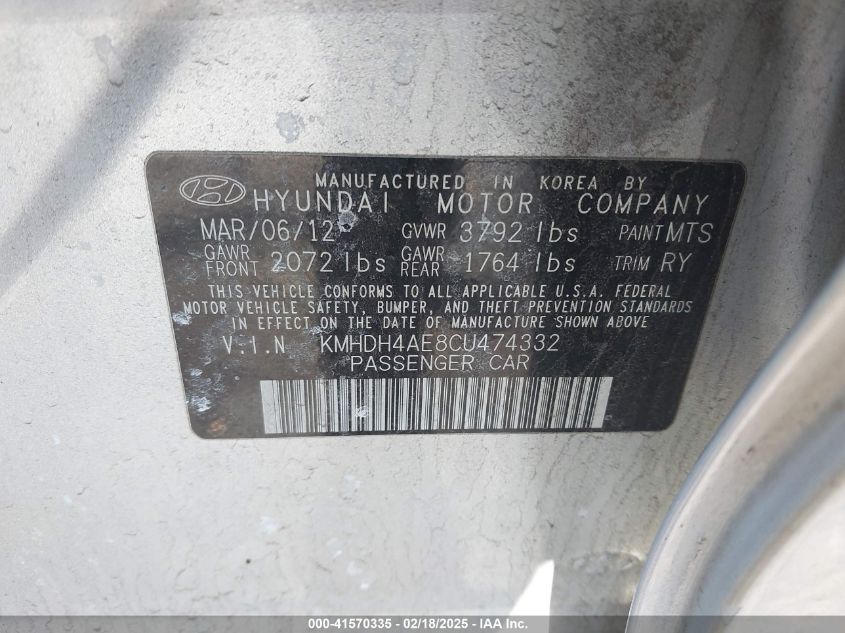 MANUFACTURED IN KOREA BY
HYUNDAI MOTOR COMPANY
MAR/06/12 GVWR 3792 lbs PAINT MTS
GAWR FRONT 2072 lbs GAWR REAR 1764 lbs TRIM RY
THIS VEHICLE CONFORMS TO ALL APPLICABLE U.S.A. FEDERAL
MOTOR VEHICLE SAFETY, BUMPER, AND THEFT PREVENTION STANDARDS
IN EFFECT ON THE DATE OF MANUFACTURE SHOWN ABOVE
V.I.N KMHDH4AE8CU474332
PASSENGER CAR
000-41570335 - 02/18/2025 - IAA Inc.